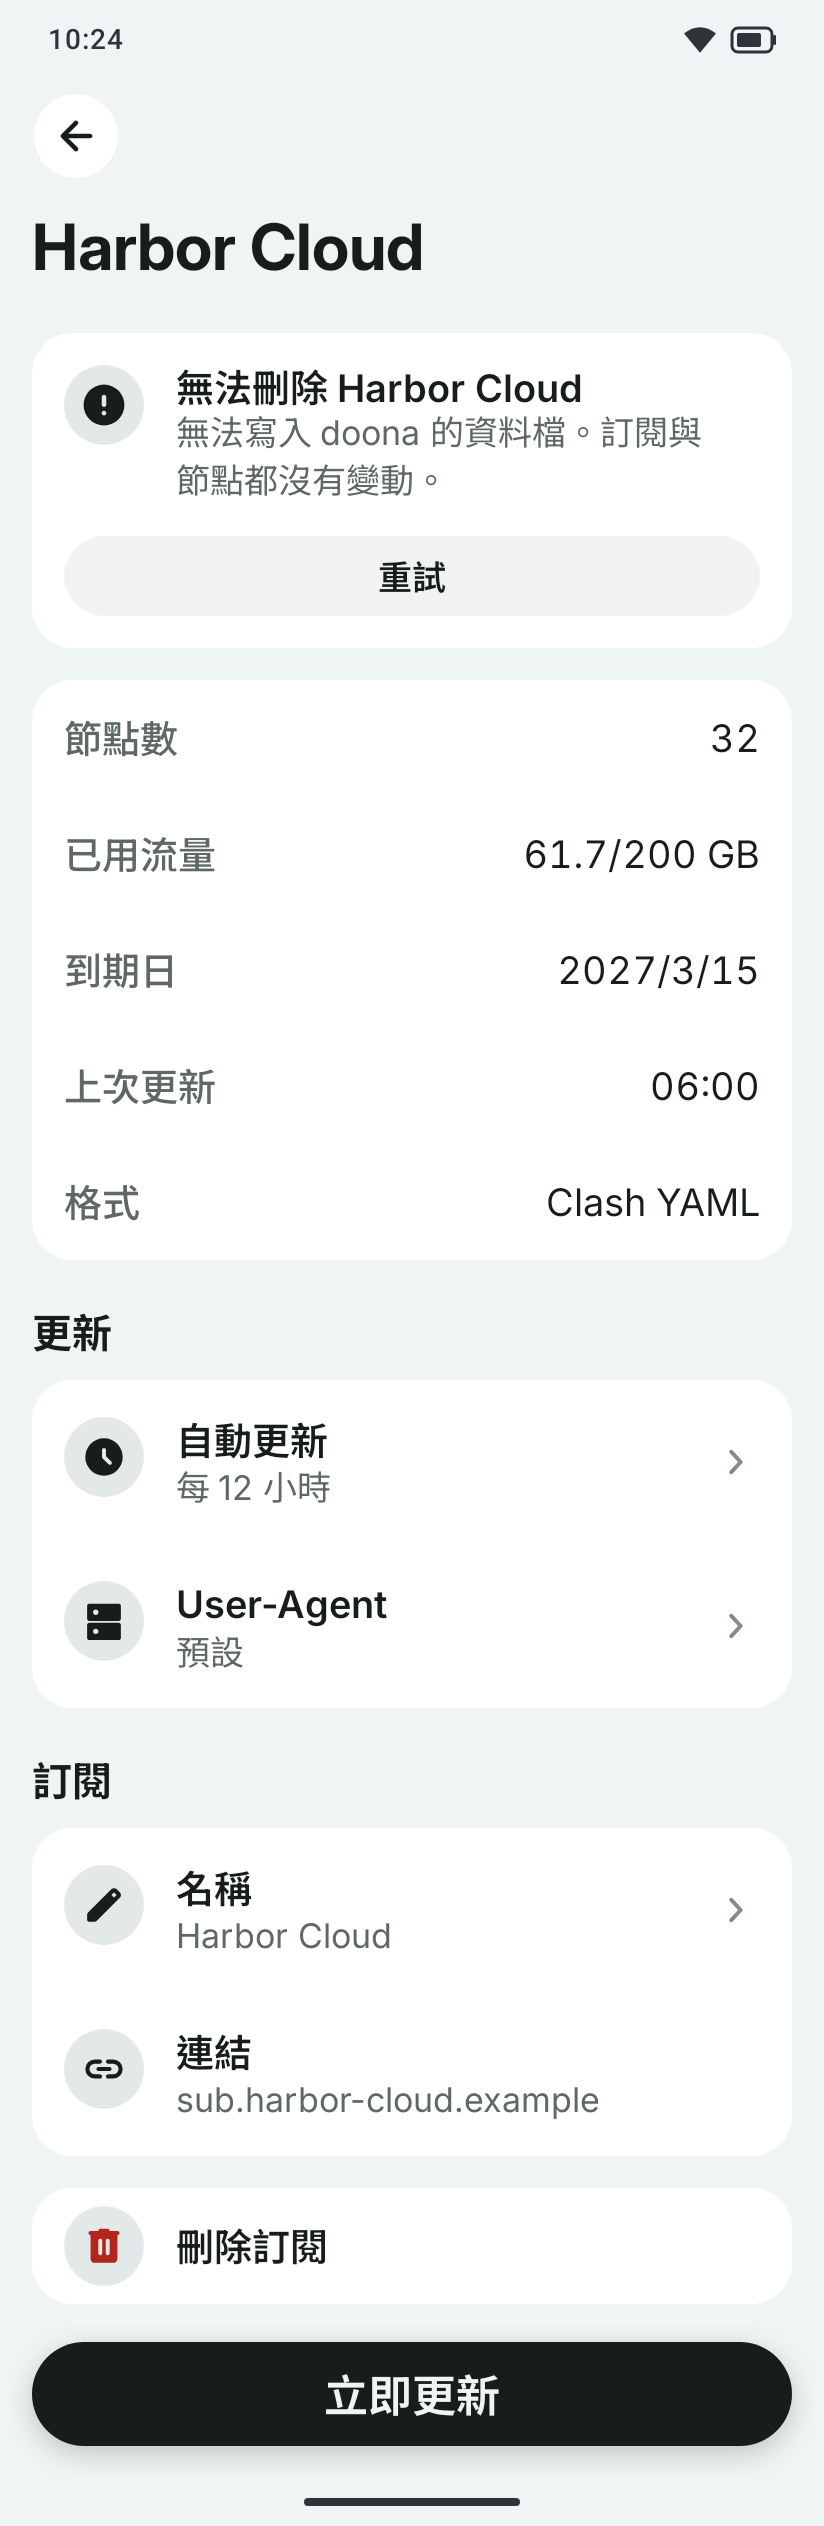 10:24
Harbor Cloud
無法刪除 Harbor Cloud
無法寫入 doona 的資料檔。訂閱與
節點都沒有變動。
重試
節點數 32
已用流量 61.7/200 GB
到期日 2027/3/15
上次更新 06:00
格式 Clash YAML
更新
自動更新
每 12 小時
User-Agent
預設
訂閱
名稱
Harbor Cloud
連結
sub.harbor-cloud.example
刪除訂閱
立即更新